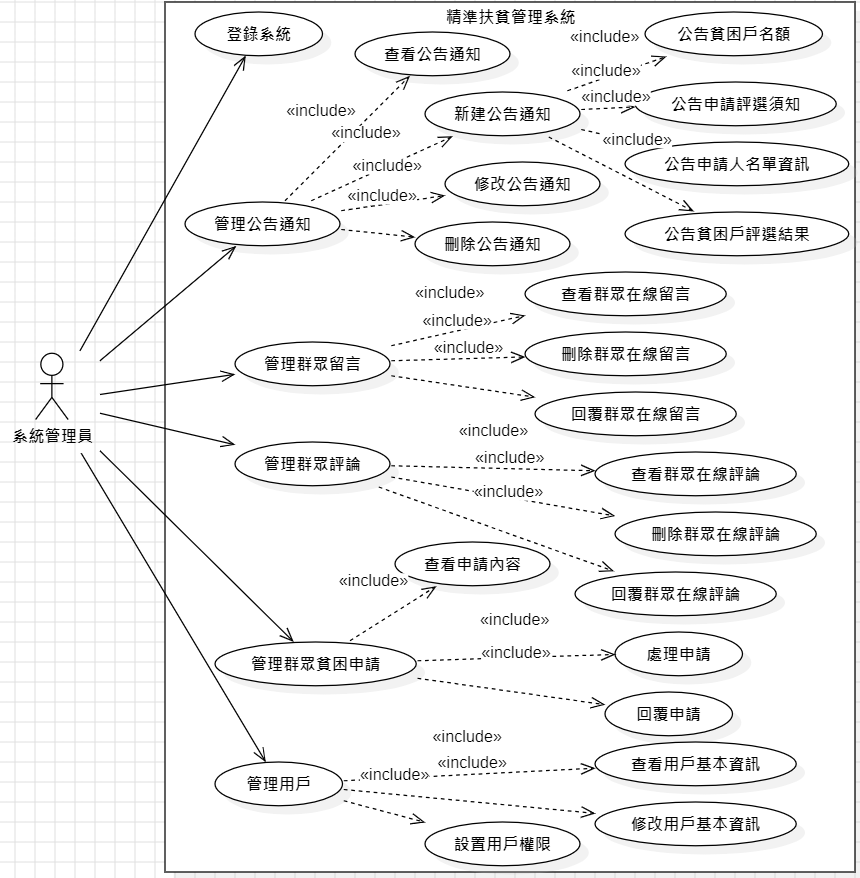 精準扶貧管理系統
登錄系統
查看公告通知
«include»
公告貧困戶名額
«include»
«include»
公告申請評選須知
«include»
新建公告通知
«include»
«include»
公告申請人名單資訊
«include»
修改公告通知
«include»
管理公告通知
公告貧困戶評選結果
刪除公告通知
«include»
查看群眾在線留言
«include»
«include»
刪除群眾在線留言
管理群眾留言
回覆群眾在線留言
系統管理員
«include»
«include»
管理群眾評論
查看群眾在線評論
«include»
刪除群眾在線評論
查看申請內容
«include»
回覆群眾在線評論
«include»
«include»
處理申請
管理群眾貧困申請
回覆申請
«include»
«include»
查看用戶基本資訊
«include»
管理用戶
修改用戶基本資訊
設置用戶權限